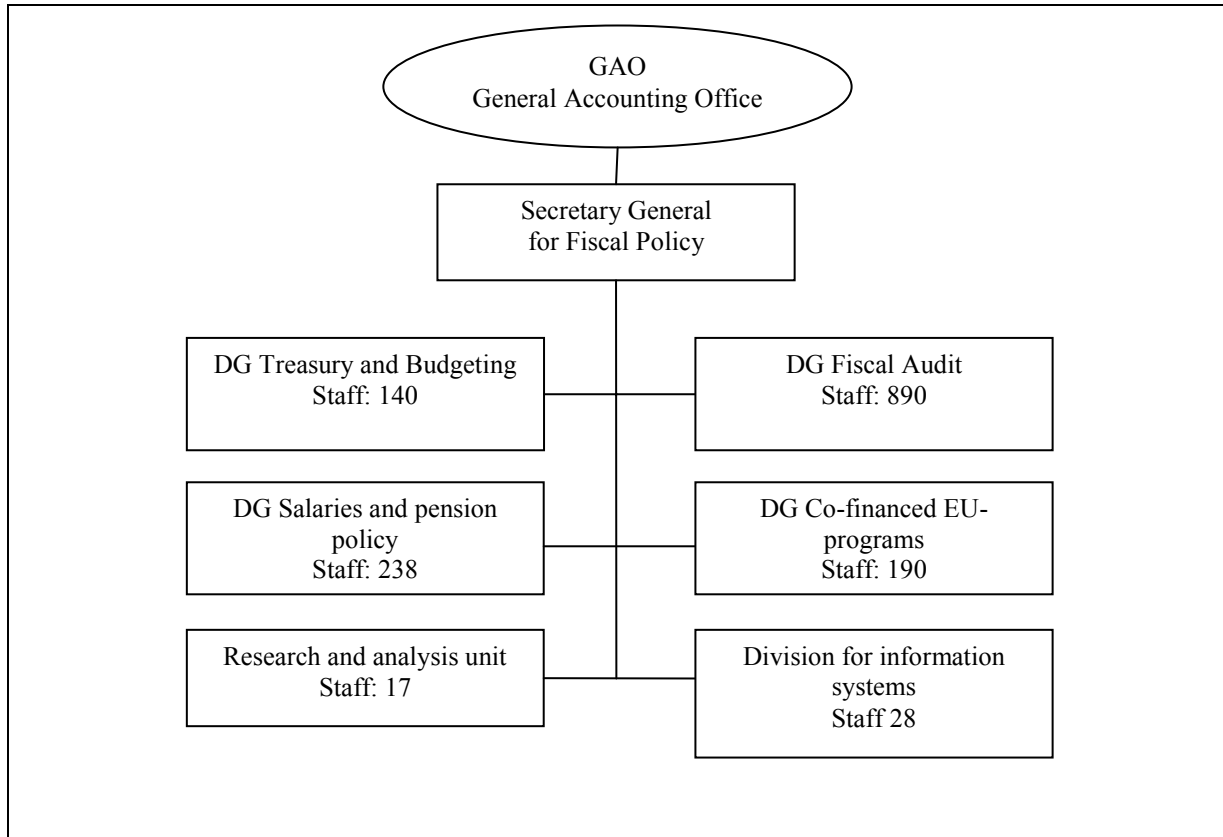 GAO
General Accounting Office
Secretary General
for Fiscal Policy
DG Treasury and Budgeting
Staff: 140
DG Fiscal Audit
Staff: 890
DG Salaries and pension
policy
Staff: 238
DG Co-financed EU-
programs
Staff: 190
Research and analysis unit
Staff: 17
Division for information
systems
Staff 28